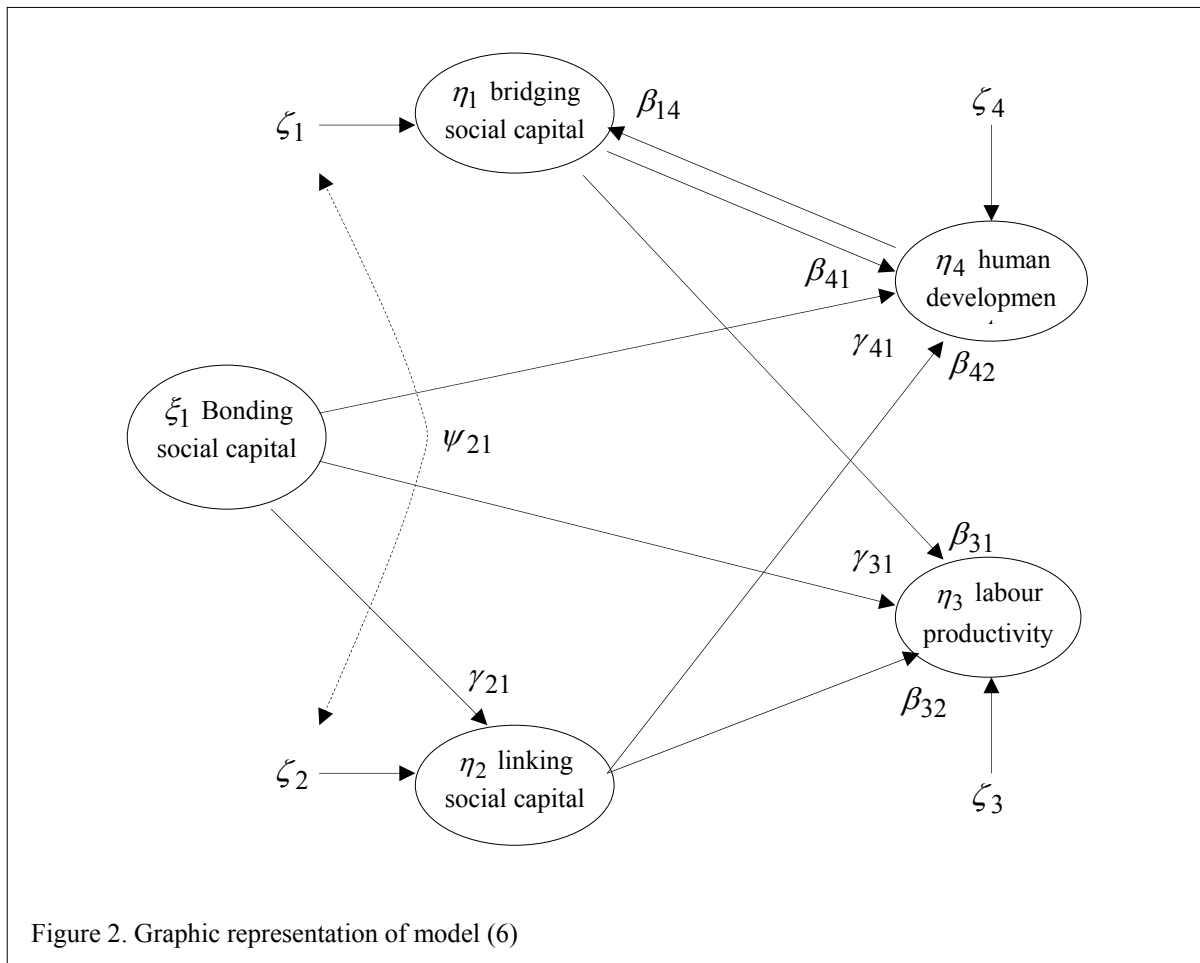 η1 bridging
social capital
β14
ζ1
ζ4
η4 human
developmen
β41
γ41
β42
ξ1 Bonding
social capital
ψ21
β31
γ31
η3 labour
productivity
γ21
β32
η2 linking
social capital
ζ2
ζ3
Figure 2. Graphic representation of model (6)